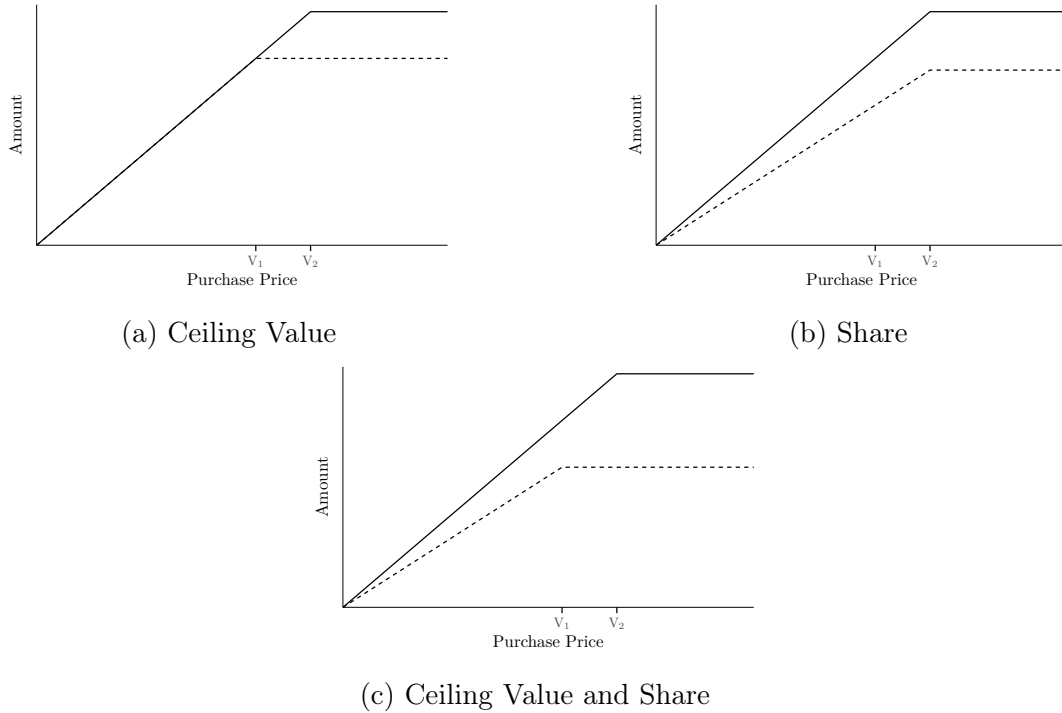 Amount
V₁ V₂
Purchase Price
(a) Ceiling Value
Amount
V₁ V₂
Purchase Price
(b) Share
Amount
V₁ V₂
Purchase Price
(c) Ceiling Value and Share